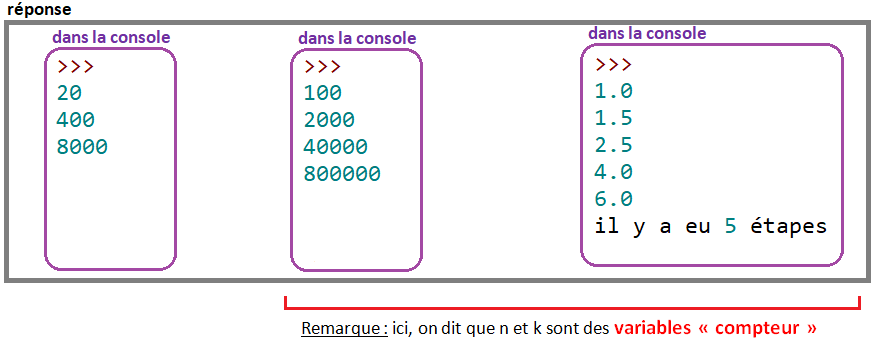 réponse
dans la console
>>>
20
400
8000
dans la console
>>>
100
2000
40000
800000
dans la console
>>>
1.0
1.5
2.5
4.0
6.0
il y a eu 5 étapes
Remarque : ici, on dit que n et k sont des variables « compteur »